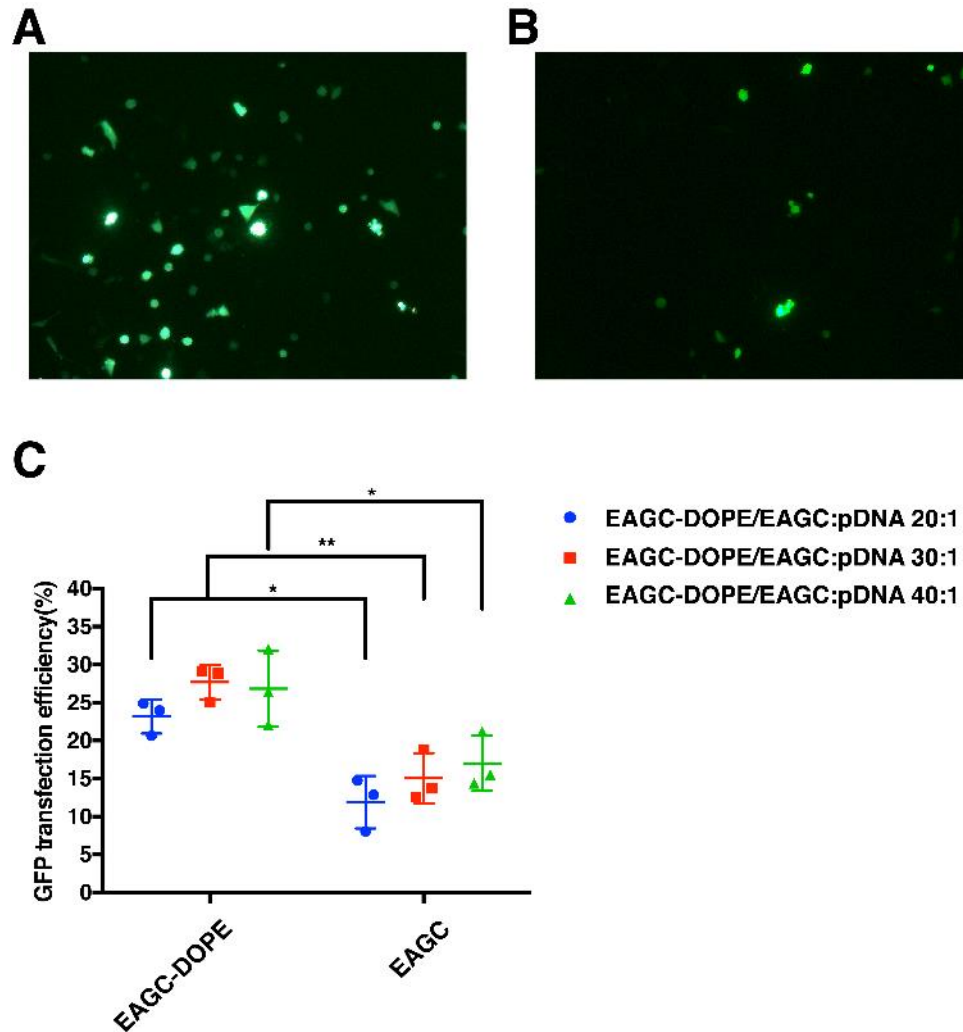 A
B
C
*
**
*
EAGC-DOPE/EAGC:pDNA 20:1
EAGC-DOPE/EAGC:pDNA 30:1
EAGC-DOPE/EAGC:pDNA 40:1
GFP transfection efficiency(%)
40
35
30
25
20
15
10
5
0
EAGC-DOPE
EAGC